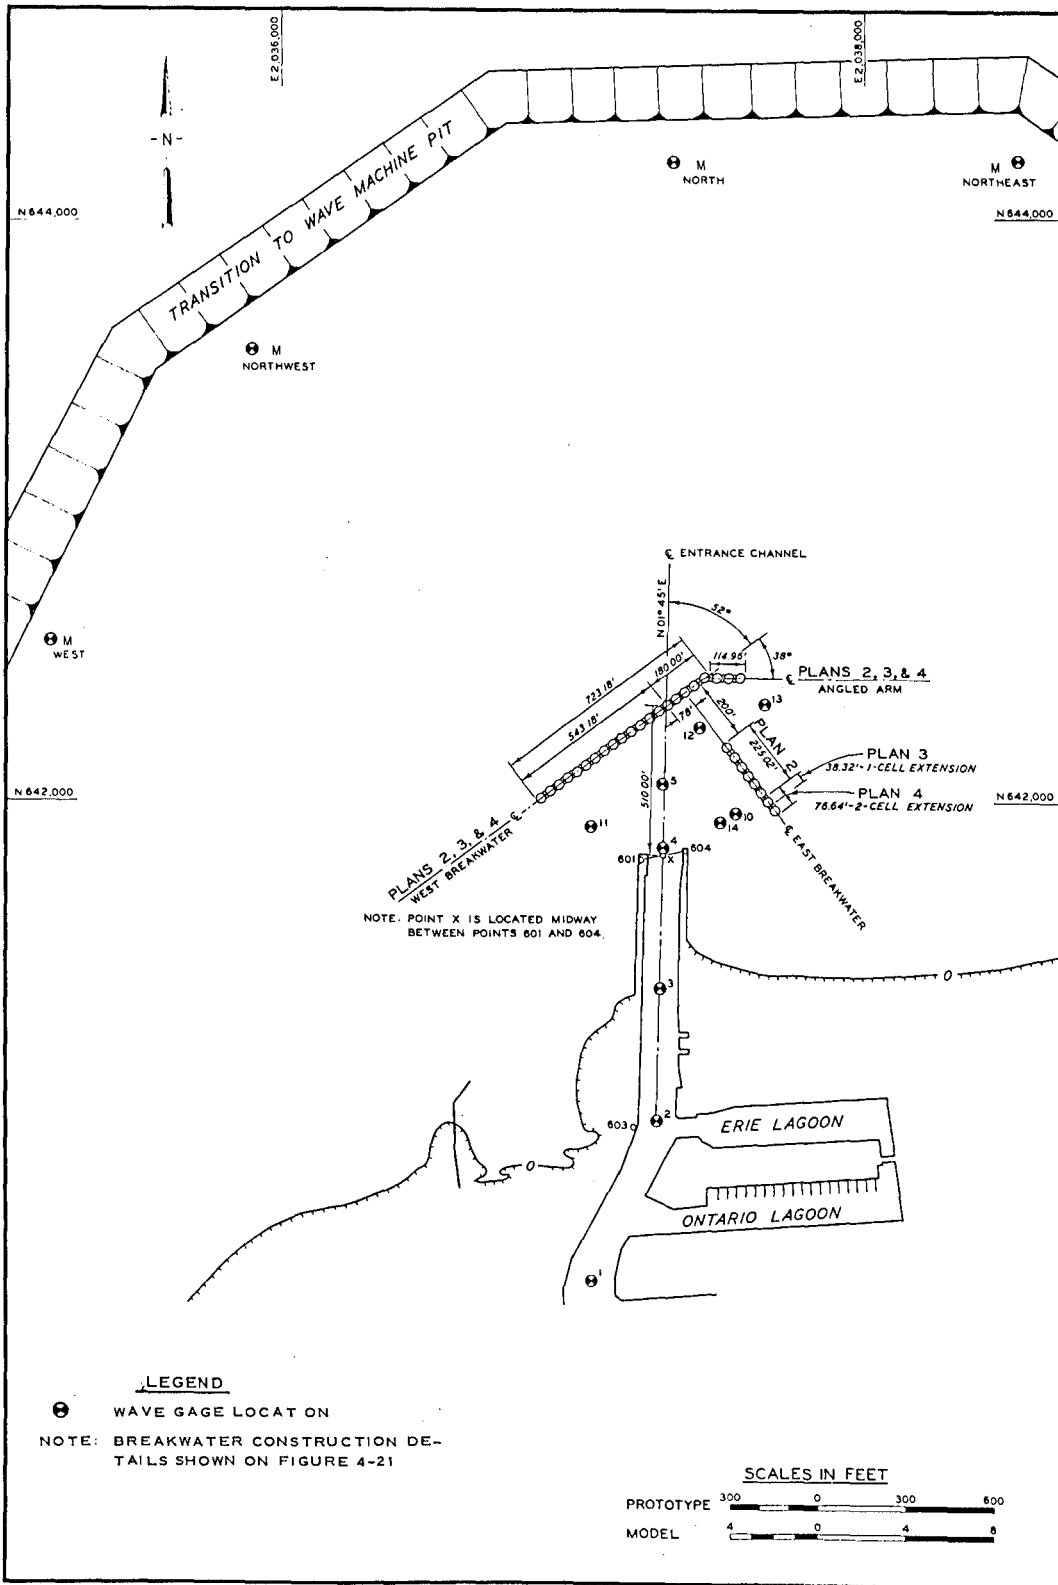 E 2,036,000
E 2,038,000
-N-
TRANSITION TO WAVE MACHINE PIT
M
NORTH
M
NORTHEAST
N 644,000
N 644,000
M
NORTHWEST
M
WEST
℄ ENTRANCE CHANNEL
N 01° 45' E
52°
38°
114.96'
180.00'
723.18'
543.18'
℄ PLANS 2, 3, & 4
ANGLED ARM
13
78'
200'
12
PLAN 2
225.02'
PLAN 3
38.32'-1-CELL EXTENSION
PLAN 4
76.64'-2-CELL EXTENSION
5
510.00'
N 642,000
N 642,000
10
14
11
4
604
601
X
℄
PLANS 2, 3, & 4
WEST BREAKWATER
℄ EAST BREAKWATER
NOTE: POINT X IS LOCATED MIDWAY
BETWEEN POINTS 601 AND 604.
0
3
2
603
ERIE LAGOON
0
ONTARIO LAGOON
1
LEGEND
WAVE GAGE LOCAT ON
NOTE: BREAKWATER CONSTRUCTION DE-
TAILS SHOWN ON FIGURE 4-21
SCALES IN FEET
PROTOTYPE 300 0 300 600
MODEL 4 0 4 8